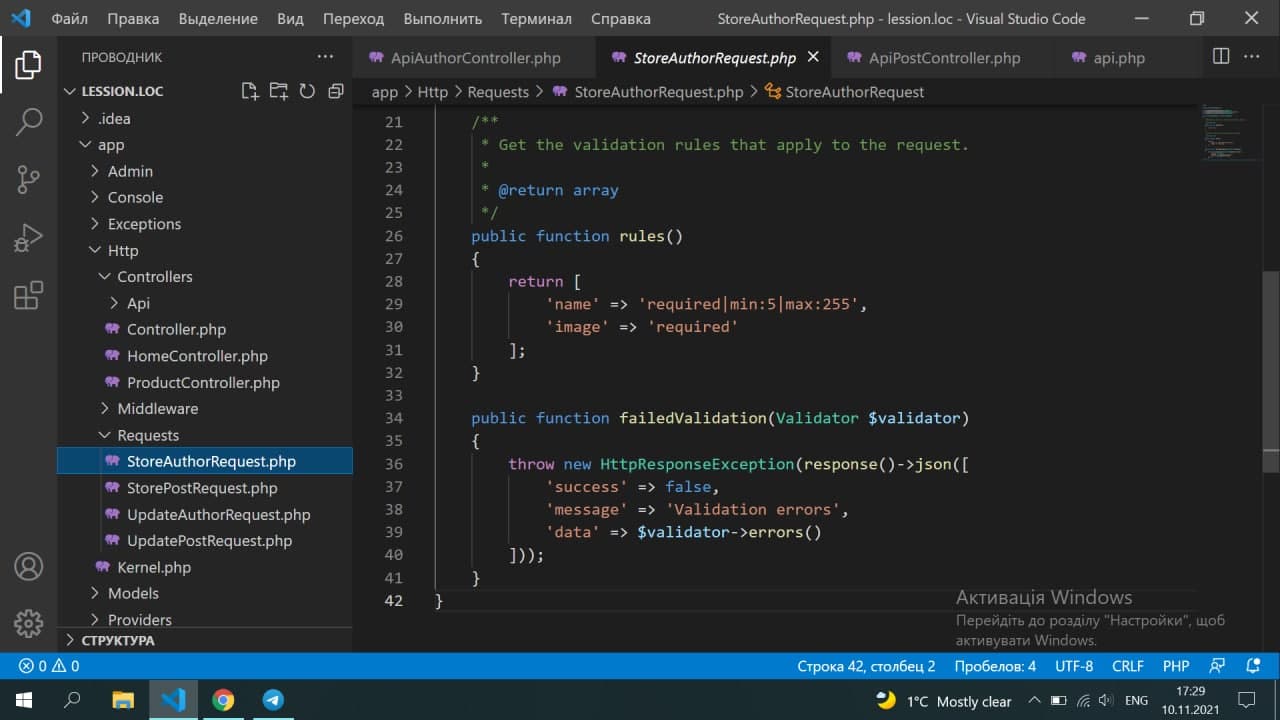 Файл Правка Выделение Вид Переход Выполнить Терминал Справка StoreAuthorRequest.php - lession.loc - Visual Studio Code
ПРОВОДНИК ···
ApiAuthorController.php StoreAuthorRequest.php ApiPostController.php api.php ···
LESSION.LOC
app > Http > Requests > StoreAuthorRequest.php > StoreAuthorRequest
.idea
app
Admin
Console
Exceptions
Http
Controllers
Api
Controller.php
HomeController.php
ProductController.php
Middleware
Requests
StoreAuthorRequest.php
StorePostRequest.php
UpdateAuthorRequest.php
UpdatePostRequest.php
Kernel.php
Models
Providers
СТРУКТУРА
21 /**
22 * Get the validation rules that apply to the request.
23 *
24 * @return array
25 */
26 public function rules()
27 {
28 return [
29 'name' => 'required|min:5|max:255',
30 'image' => 'required'
31 ];
32 }
33
34 public function failedValidation(Validator $validator)
35 {
36 throw new HttpResponseException(response()->json([
37 'success' => false,
38 'message' => 'Validation errors',
39 'data' => $validator->errors()
40 ]));
41 }
42 }
Активація Windows
Перейдіть до розділу "Настройки", щоб
активувати Windows.
0 0 Строка 42, столбец 2 Пробелов: 4 UTF-8 CRLF PHP
1°C Mostly clear ENG 17:29
10.11.2021